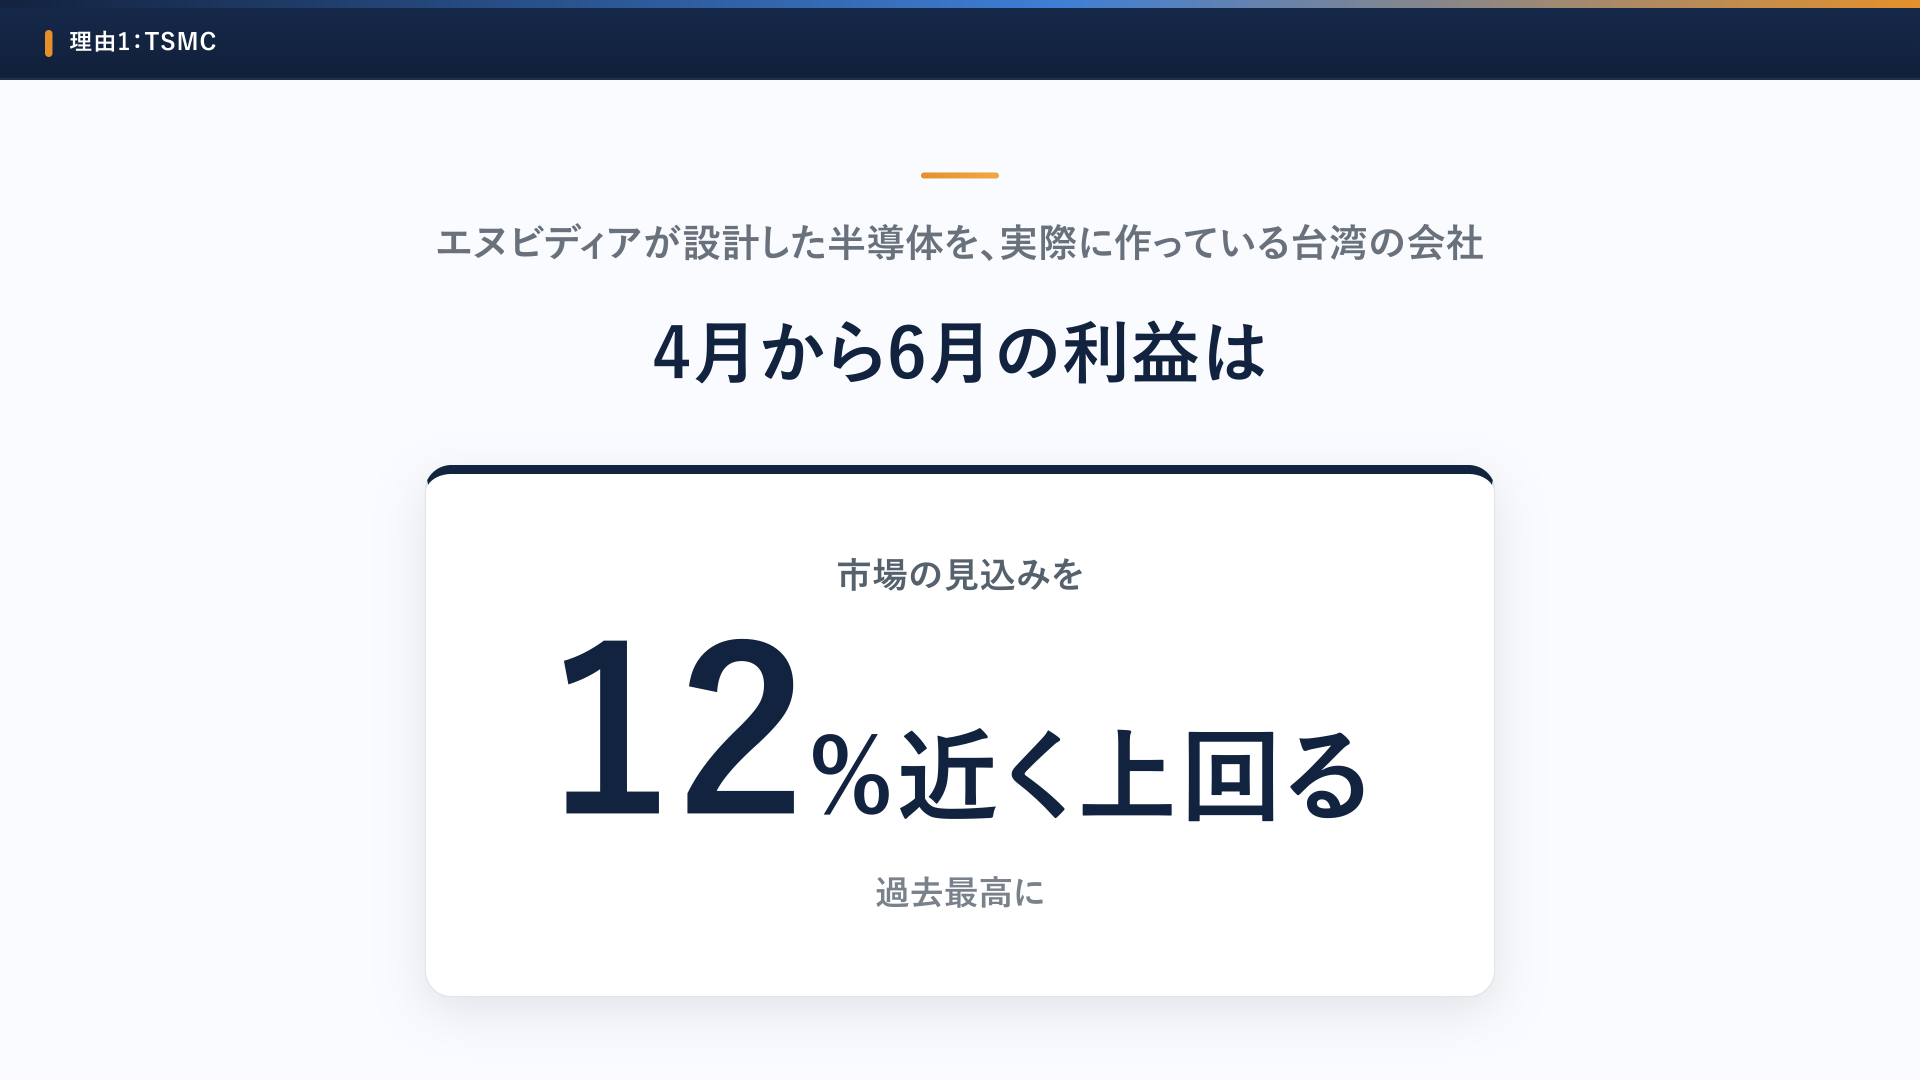 理由1：TSMC
エヌビディアが設計した半導体を、実際に作っている台湾の会社
4月から6月の利益は
市場の見込みを
12%近く上回る
過去最高に